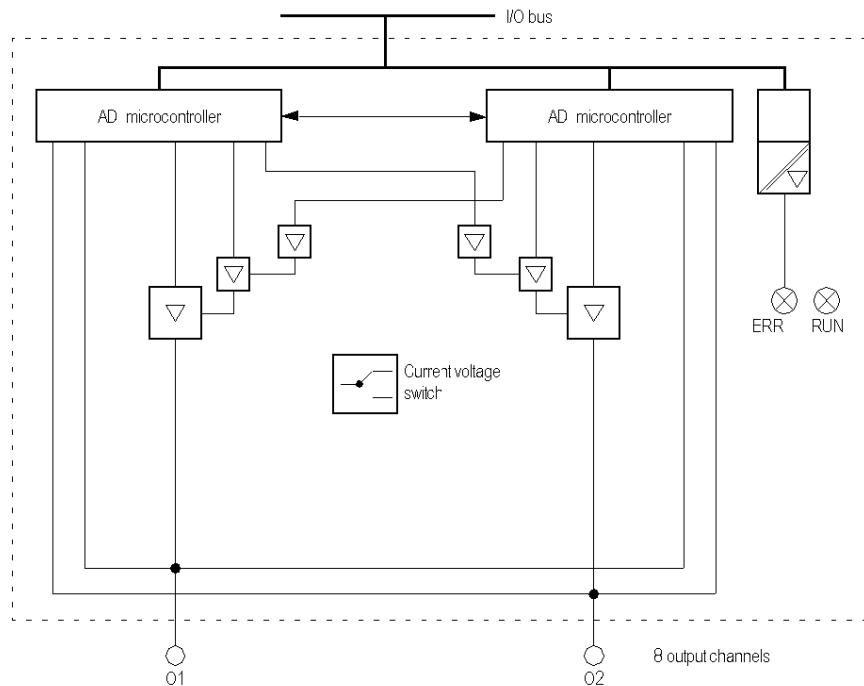 I/O bus
AD microcontroller
AD microcontroller
ERR
RUN
Current voltage
switch
O1
O2
8 output channels